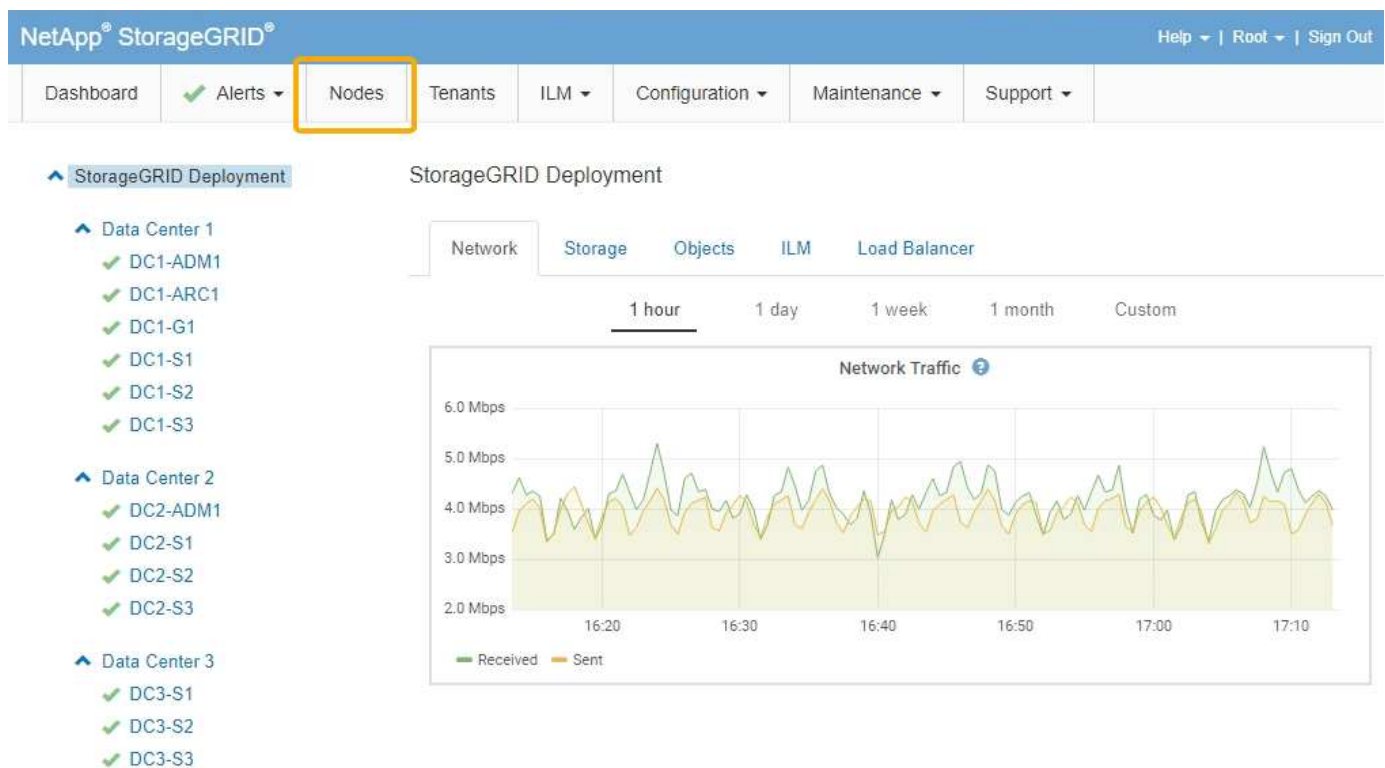 NetApp® StorageGRID®
Help | Root | Sign Out
Dashboard Alerts Nodes Tenants ILM Configuration Maintenance Support
StorageGRID Deployment
Data Center 1
DC1-ADM1
DC1-ARC1
DC1-G1
DC1-S1
DC1-S2
DC1-S3
Data Center 2
DC2-ADM1
DC2-S1
DC2-S2
DC2-S3
Data Center 3
DC3-S1
DC3-S2
DC3-S3
StorageGRID Deployment
Network Storage Objects ILM Load Balancer
1 hour 1 day 1 week 1 month Custom
Network Traffic ?
6.0 Mbps
5.0 Mbps
4.0 Mbps
3.0 Mbps
2.0 Mbps
16:20 16:30 16:40 16:50 17:00 17:10
Received Sent